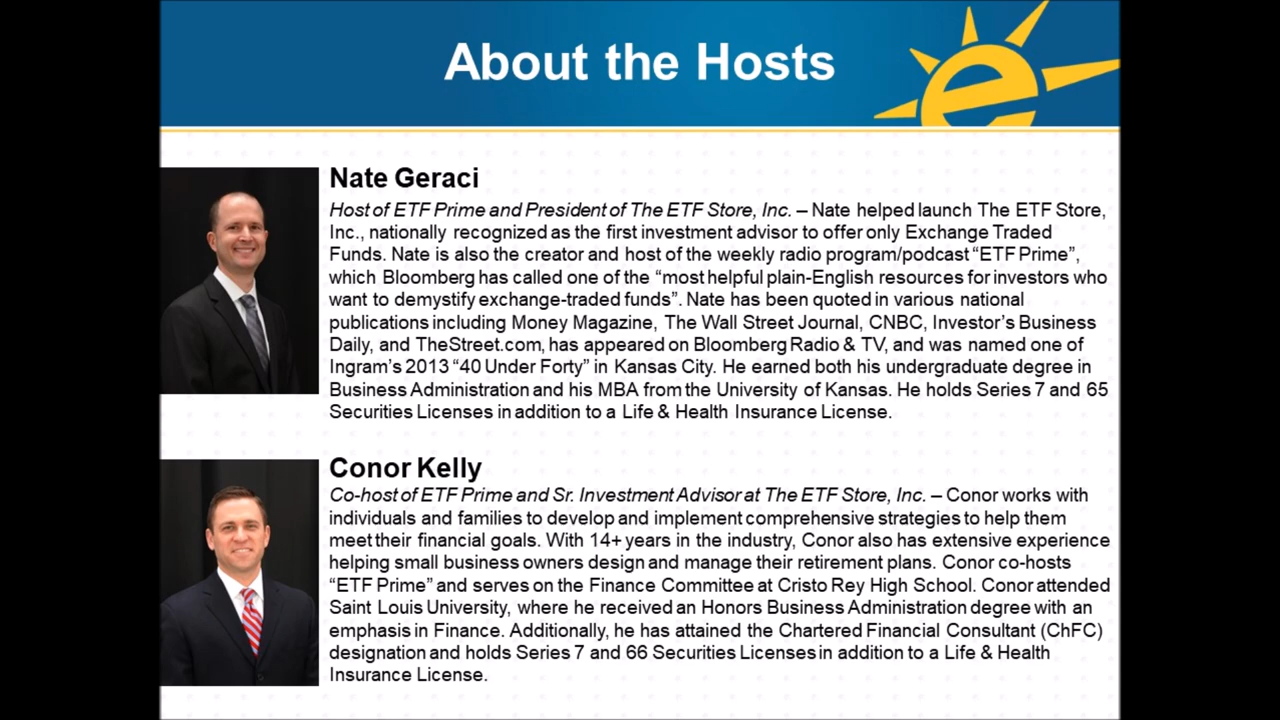 About the Hosts
Nate Geraci
Host of ETF Prime and President of The ETF Store, Inc. – Nate helped launch The ETF Store,
Inc., nationally recognized as the first investment advisor to offer only Exchange Traded
Funds. Nate is also the creator and host of the weekly radio program/podcast “ETF Prime”,
which Bloomberg has called one of the “most helpful plain-English resources for investors who
want to demystify exchange-traded funds”. Nate has been quoted in various national
publications including Money Magazine, The Wall Street Journal, CNBC, Investor’s Business
Daily, and TheStreet.com, has appeared on Bloomberg Radio & TV, and was named one of
Ingram’s 2013 “40 Under Forty” in Kansas City. He earned both his undergraduate degree in
Business Administration and his MBA from the University of Kansas. He holds Series 7 and 65
Securities Licenses in addition to a Life & Health Insurance License.
Conor Kelly
Co-host of ETF Prime and Sr. Investment Advisor at The ETF Store, Inc. – Conor works with
individuals and families to develop and implement comprehensive strategies to help them
meet their financial goals. With 14+ years in the industry, Conor also has extensive experience
helping small business owners design and manage their retirement plans. Conor co-hosts
“ETF Prime” and serves on the Finance Committee at Cristo Rey High School. Conor attended
Saint Louis University, where he received an Honors Business Administration degree with an
emphasis in Finance. Additionally, he has attained the Chartered Financial Consultant (ChFC)
designation and holds Series 7 and 66 Securities Licenses in addition to a Life & Health
Insurance License.